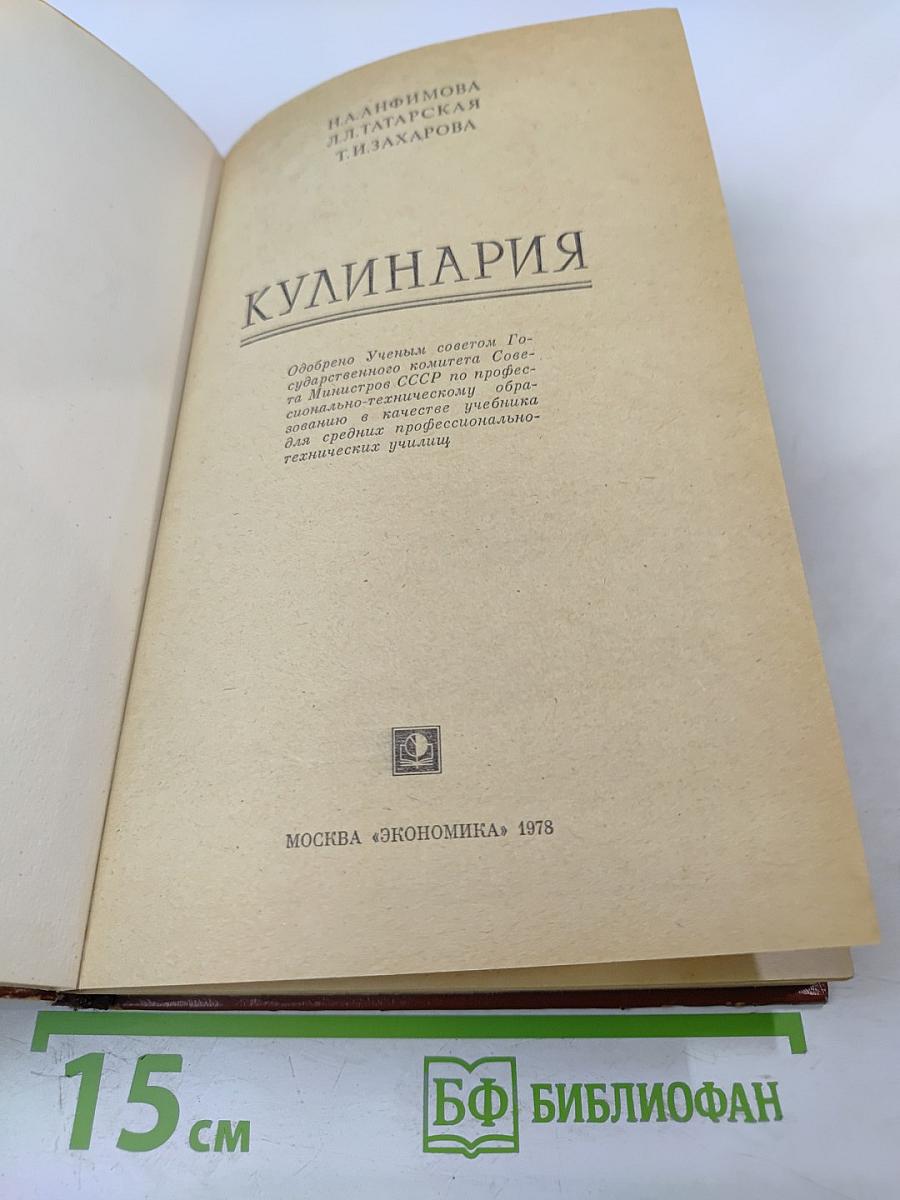 Н.А.АНФИМОВА
Л.Л.ТАТАРСКАЯ
Т.И.ЗАХАРОВА
КУЛИНАРИЯ
Одобрено Ученым советом Го-
сударственного комитета Сове-
та Министров СССР по профес-
сионально-техническому обра-
зованию в качестве учебника
для средних профессионально-
технических училищ
МОСКВА «ЭКОНОМИКА» 1978
15 см
БФ БИБЛИОФАН